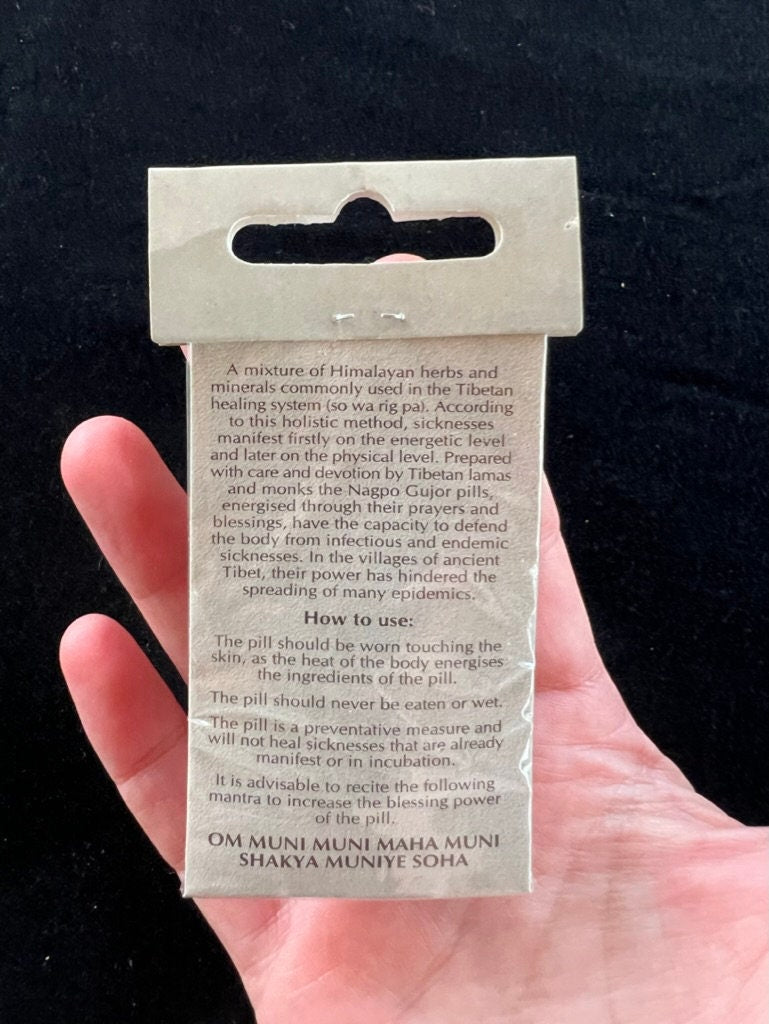 A mixture of Himalayan herbs and
minerals commonly used in the Tibetan
healing system (so wa rig pa). According
to this holistic method, sicknesses
manifest firstly on the energetic level
and later on the physical level. Prepared
with care and devotion by Tibetan lamas
and monks the Nagpo Gujor pills,
energised through their prayers and
blessings, have the capacity to defend
the body from infectious and endemic
sicknesses. In the villages of ancient
Tibet, their power has hindered the
spreading of many epidemics.
How to use:
The pill should be worn touching the
skin, as the heat of the body energises
the ingredients of the pill.
The pill should never be eaten or wet.
The pill is a preventative measure and
will not heal sicknesses that are already
manifest or in incubation.
It is advisable to recite the following
mantra to increase the blessing power
of the pill.
OM MUNI MUNI MAHA MUNI
SHAKYA MUNIYE SOHA